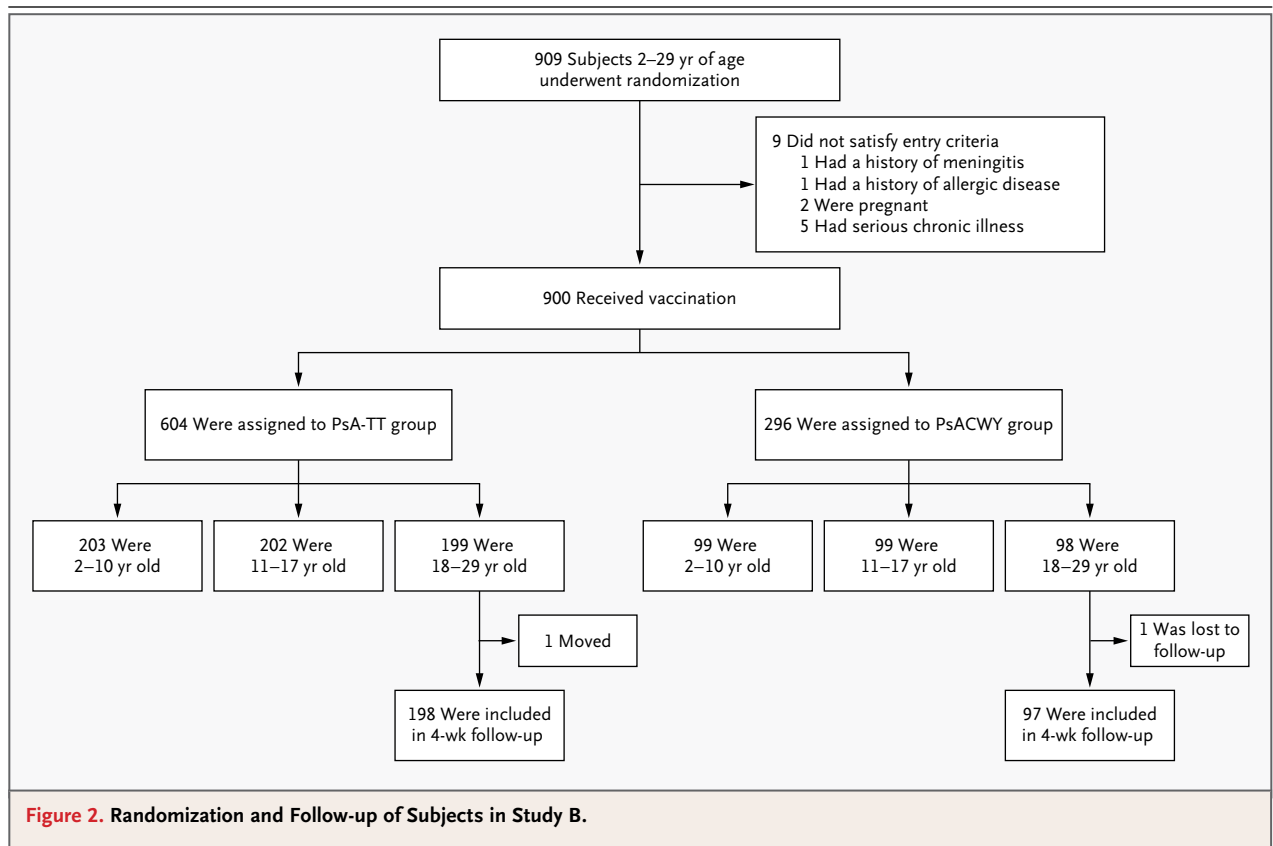 909 Subjects 2–29 yr of age
underwent randomization
9 Did not satisfy entry criteria
1 Had a history of meningitis
1 Had a history of allergic disease
2 Were pregnant
5 Had serious chronic illness
900 Received vaccination
604 Were assigned to PsA-TT group
296 Were assigned to PsACWY group
203 Were
2–10 yr old
202 Were
11–17 yr old
199 Were
18–29 yr old
99 Were
2–10 yr old
99 Were
11–17 yr old
98 Were
18–29 yr old
1 Moved
1 Was lost to
follow-up
198 Were included
in 4-wk follow-up
97 Were included
in 4-wk follow-up
Figure 2. Randomization and Follow-up of Subjects in Study B.